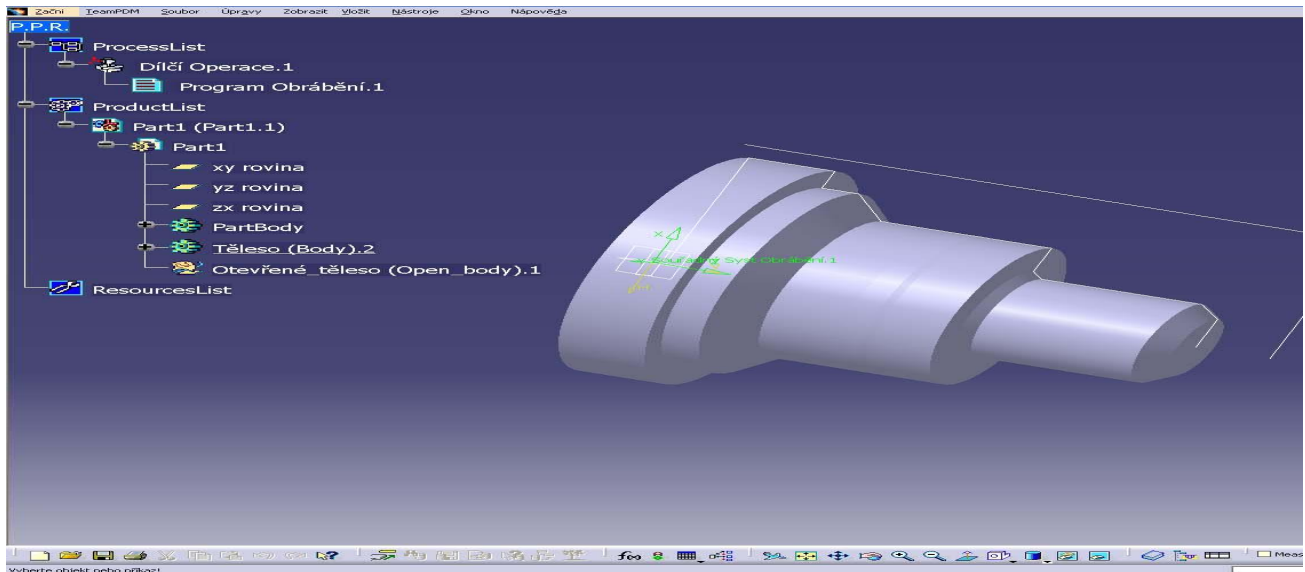 Začni TeamPDM Soubor Úpravy Zobrazit Vložit Nástroje Okno Nápověda
P.P.R.
ProcessList
Dílčí Operace.1
Program Obrábění.1
ProductList
Part1 (Part1.1)
Part1
xy rovina
yz rovina
zx rovina
PartBody
Těleso (Body).2
Otevřené_těleso (Open_body).1
ResourcesList
x
Souřadný Syst.Obrábění.1
Meas
Vyberte objekt nebo příkaz!